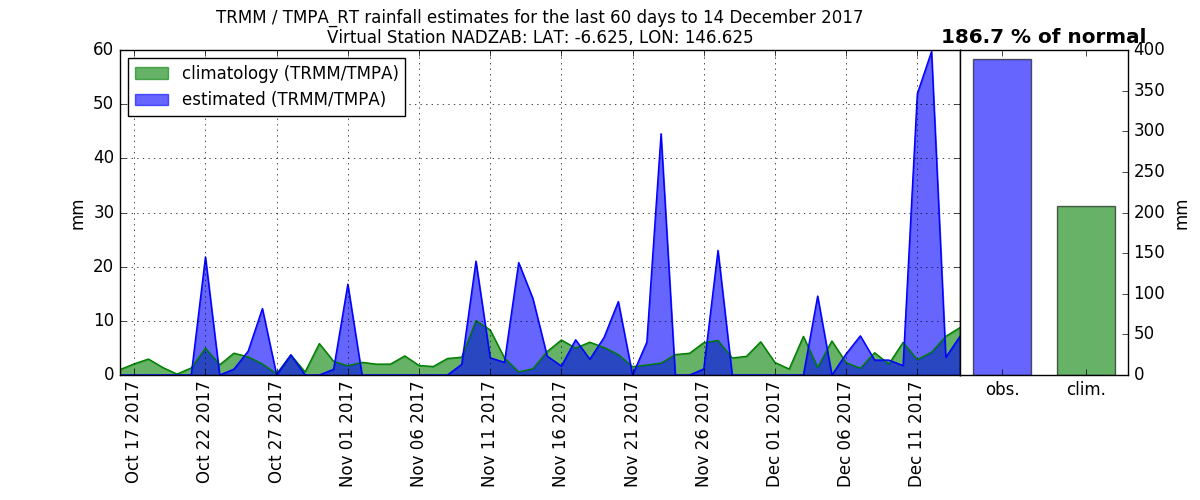 TRMM / TMPA_RT rainfall estimates for the last 60 days to 14 December 2017
Virtual Station NADZAB: LAT: -6.625, LON: 146.625
186.7 % of normal
climatology (TRMM/TMPA)
estimated (TRMM/TMPA)
mm
60
50
40
30
20
10
0
Oct 17 2017
Oct 22 2017
Oct 27 2017
Nov 01 2017
Nov 06 2017
Nov 11 2017
Nov 16 2017
Nov 21 2017
Nov 26 2017
Dec 01 2017
Dec 06 2017
Dec 11 2017
obs.
clim.
400
350
300
250
200
150
100
50
0
mm